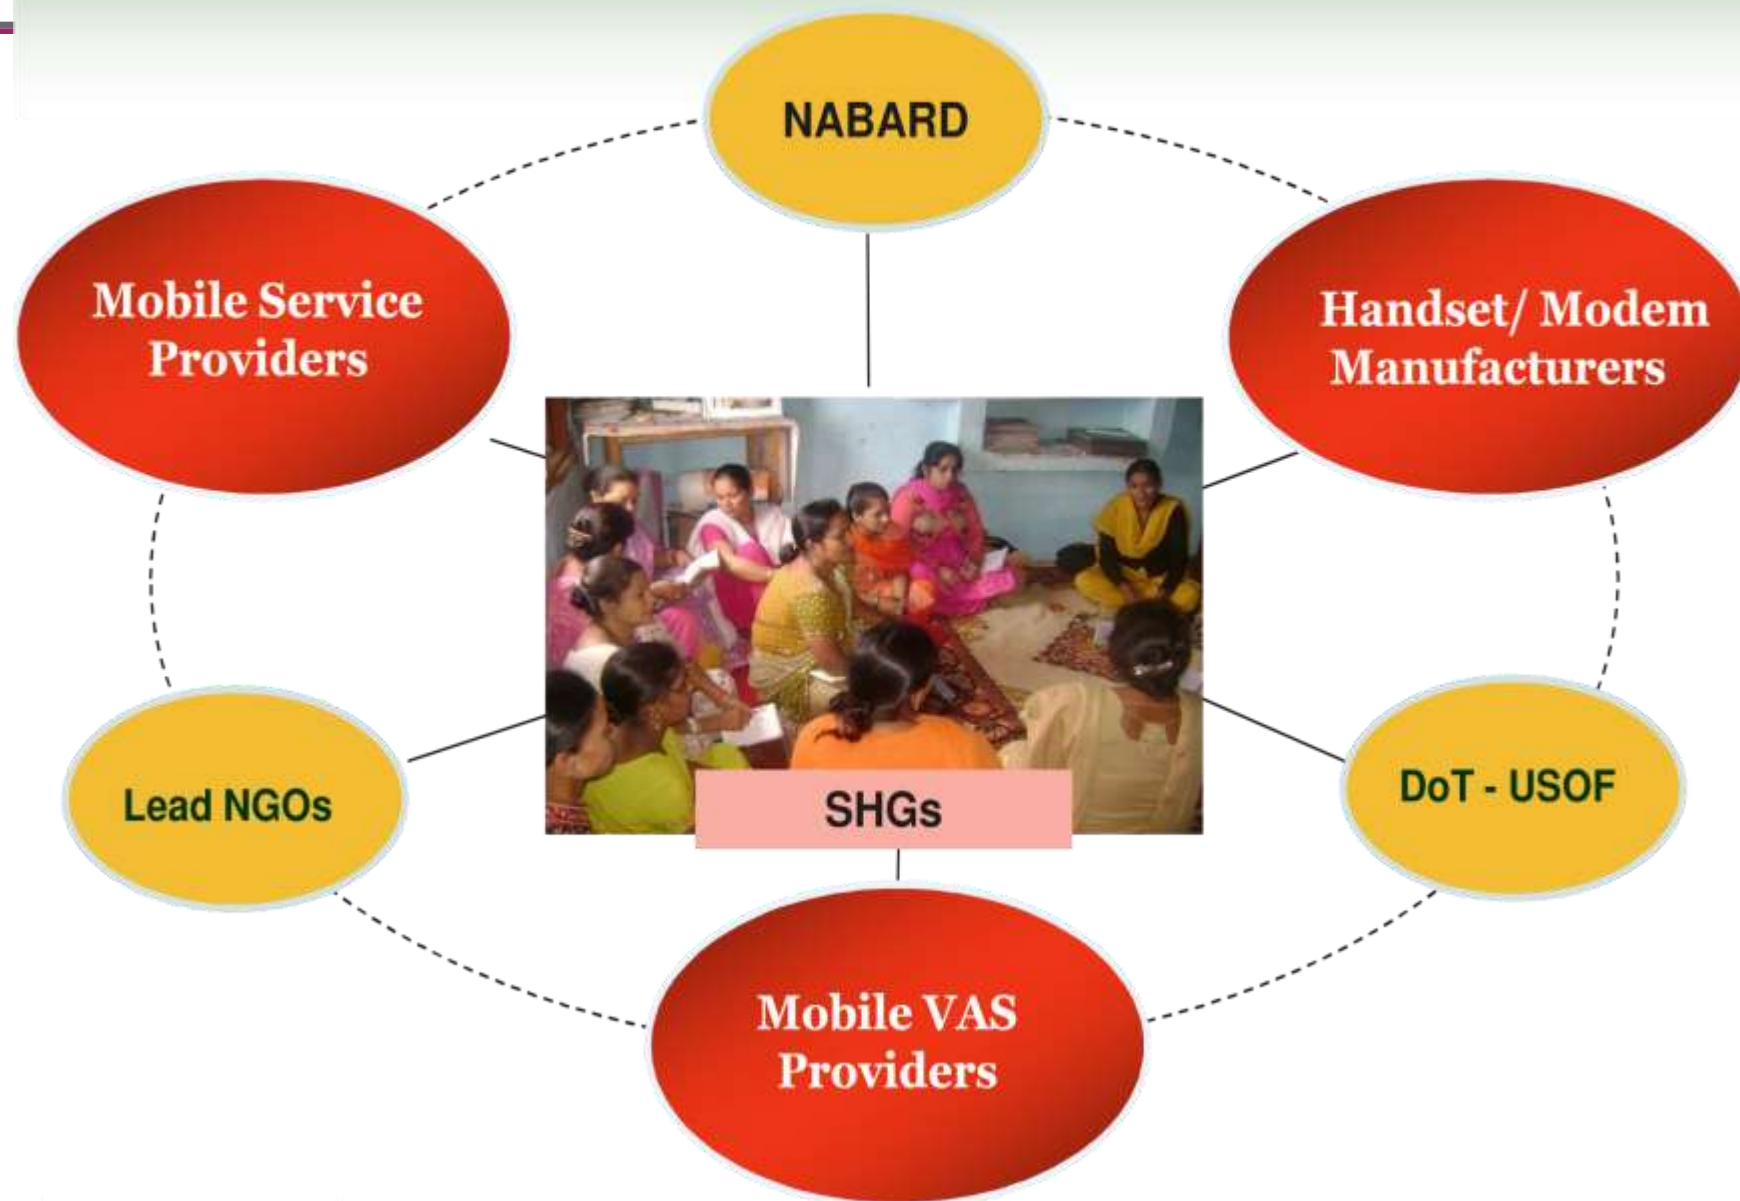 NABARD
Mobile Service
Providers
Handset/ Modem
Manufacturers
Lead NGOs
SHGs
DoT - USOF
Mobile VAS
Providers